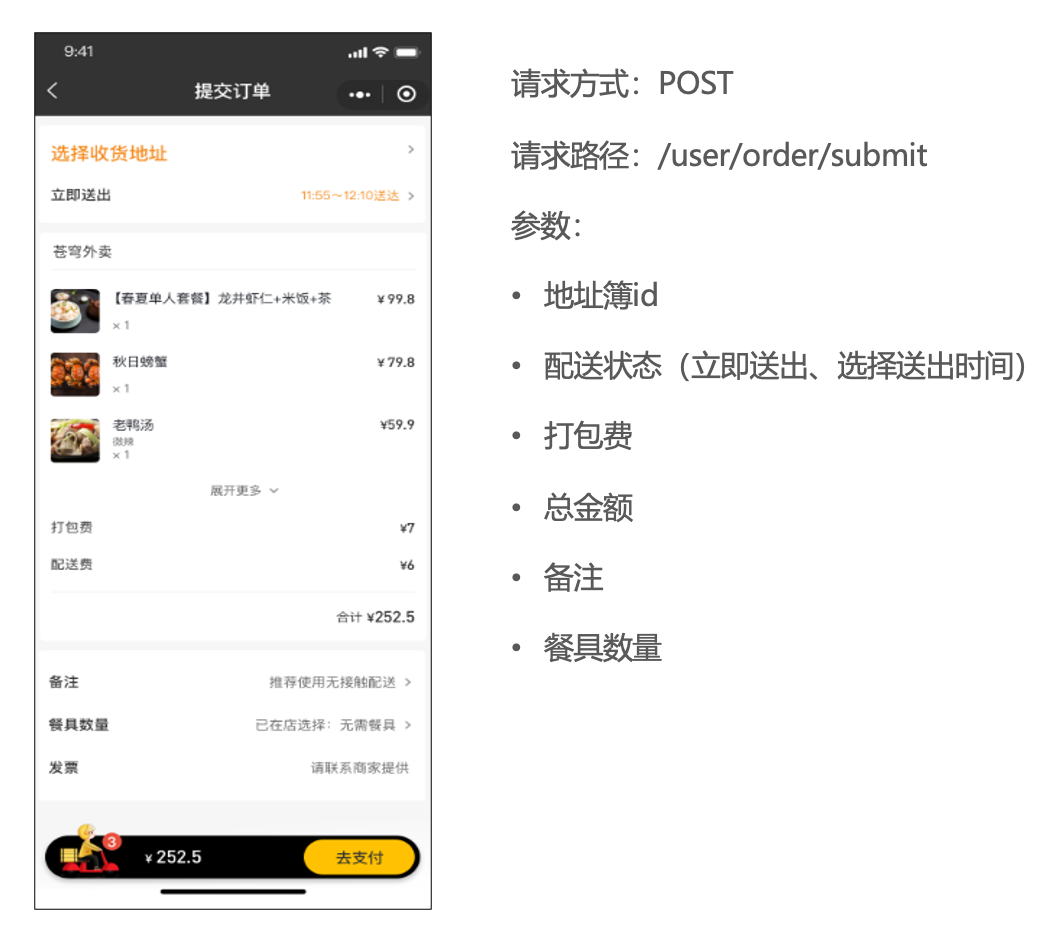 9:41
提交订单
选择收货地址
立即送出 11:55~12:10送达
苍穹外卖
【春夏单人套餐】龙井虾仁+米饭+茶 ¥99.8
×1
秋日螃蟹 ¥79.8
×1
老鸭汤 ¥59.9
微辣
×1
展开更多
打包费 ¥7
配送费 ¥6
合计 ¥252.5
备注 推荐使用无接触配送
餐具数量 已在店选择：无需餐具
发票 请联系商家提供
3
¥252.5 去支付
请求方式：POST
请求路径：/user/order/submit
参数：
• 地址簿id
• 配送状态（立即送出、选择送出时间）
• 打包费
• 总金额
• 备注
• 餐具数量